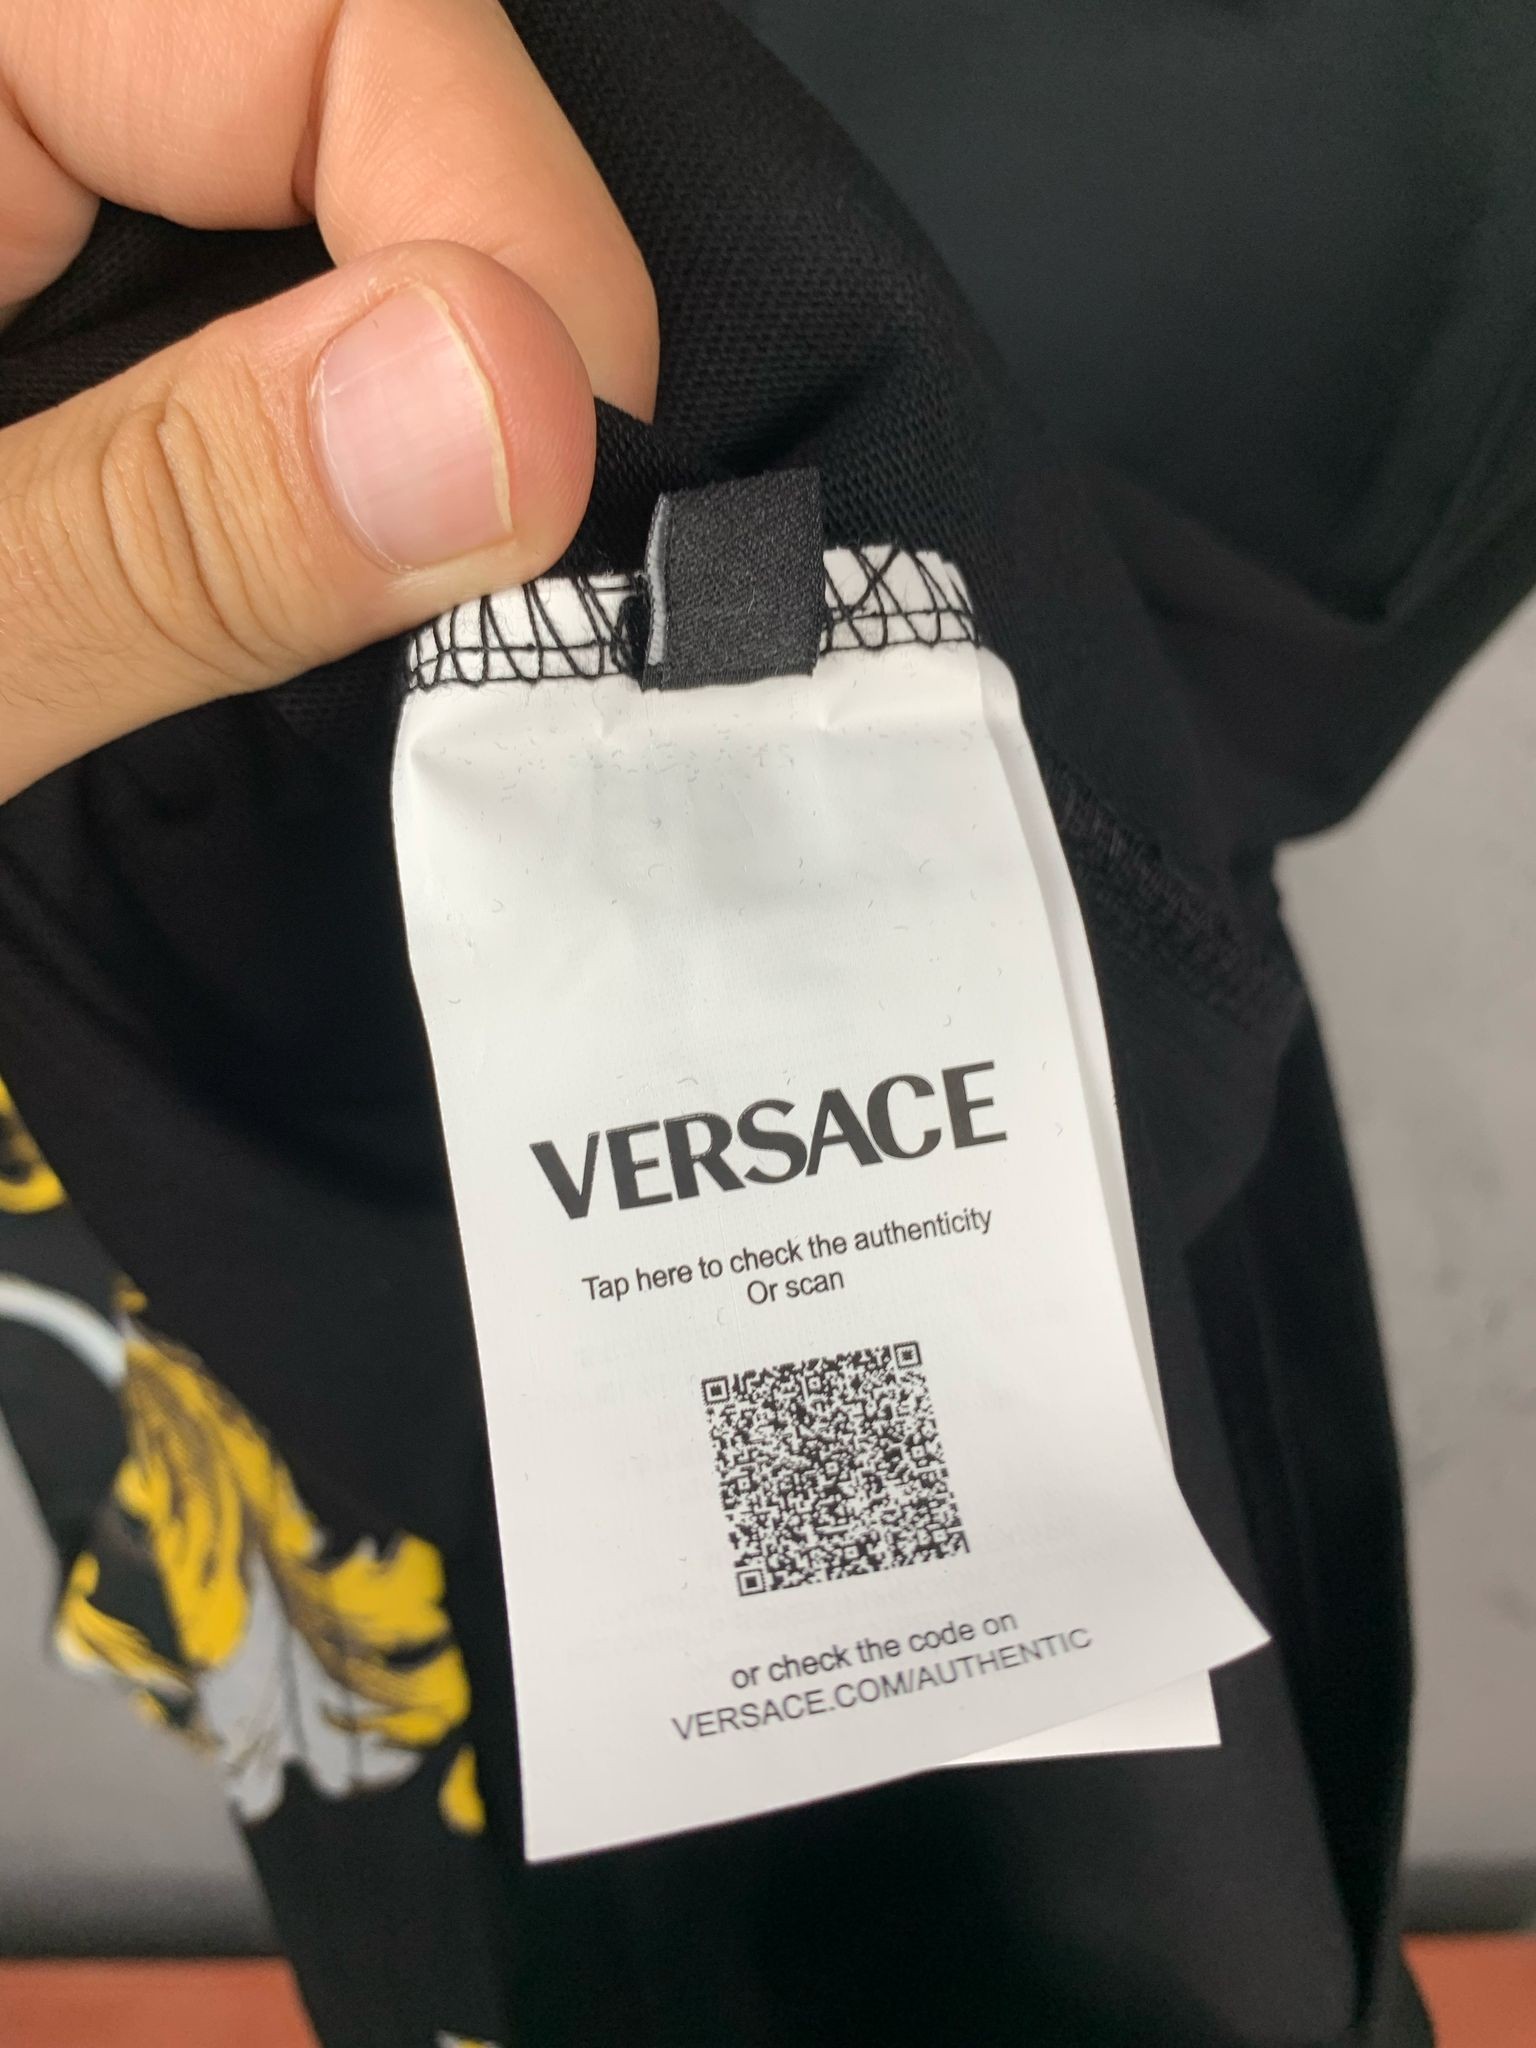 VERSACE
Tap here to check the authenticity
Or scan
or check the code on
VERSACE.COM/AUTHENTIC